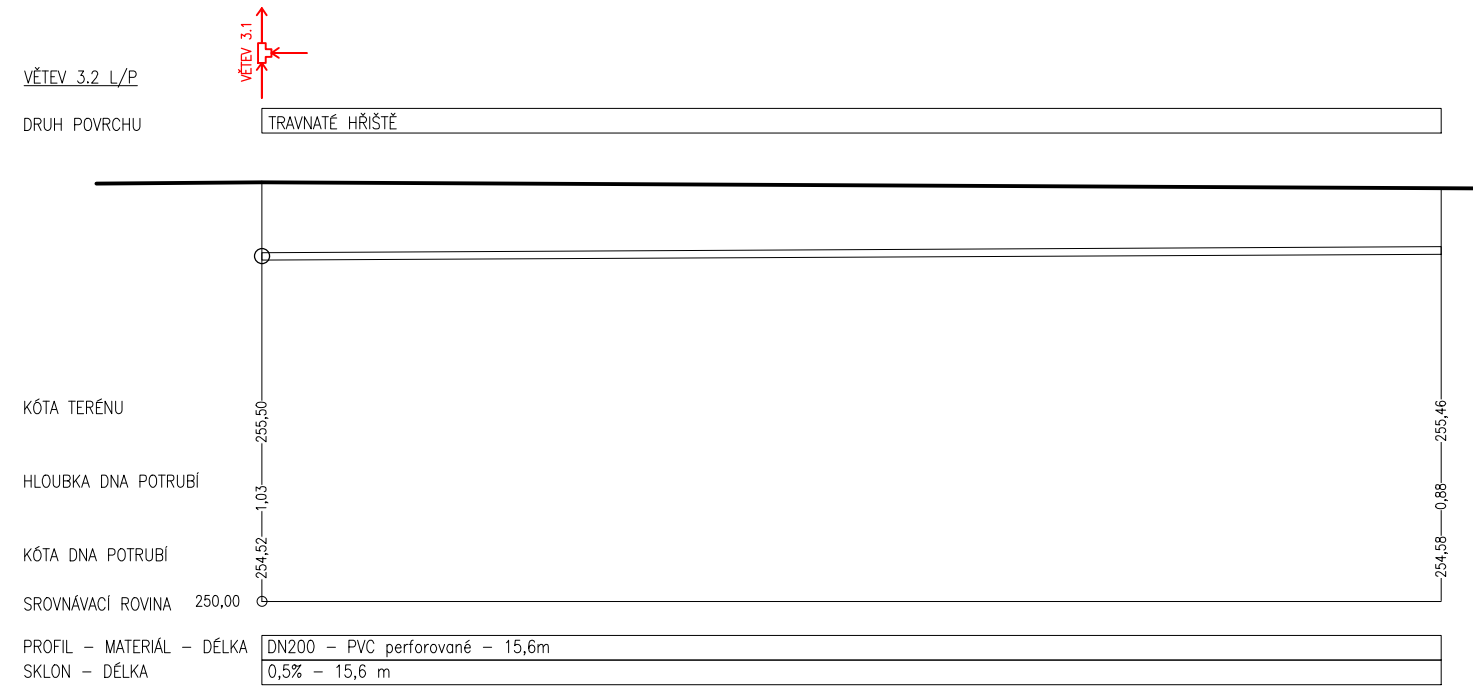 VĚTEV 3.1
VĚTEV 3.2 L/P
DRUH POVRCHU TRAVNATÉ HŘIŠTĚ
KÓTA TERÉNU 255,50 255,46
HLOUBKA DNA POTRUBÍ 1,03 0,88
KÓTA DNA POTRUBÍ 254,52 254,58
SROVNÁVACÍ ROVINA 250,00
PROFIL – MATERIÁL – DÉLKA DN200 – PVC perforované – 15,6m
SKLON – DÉLKA 0,5% – 15,6 m